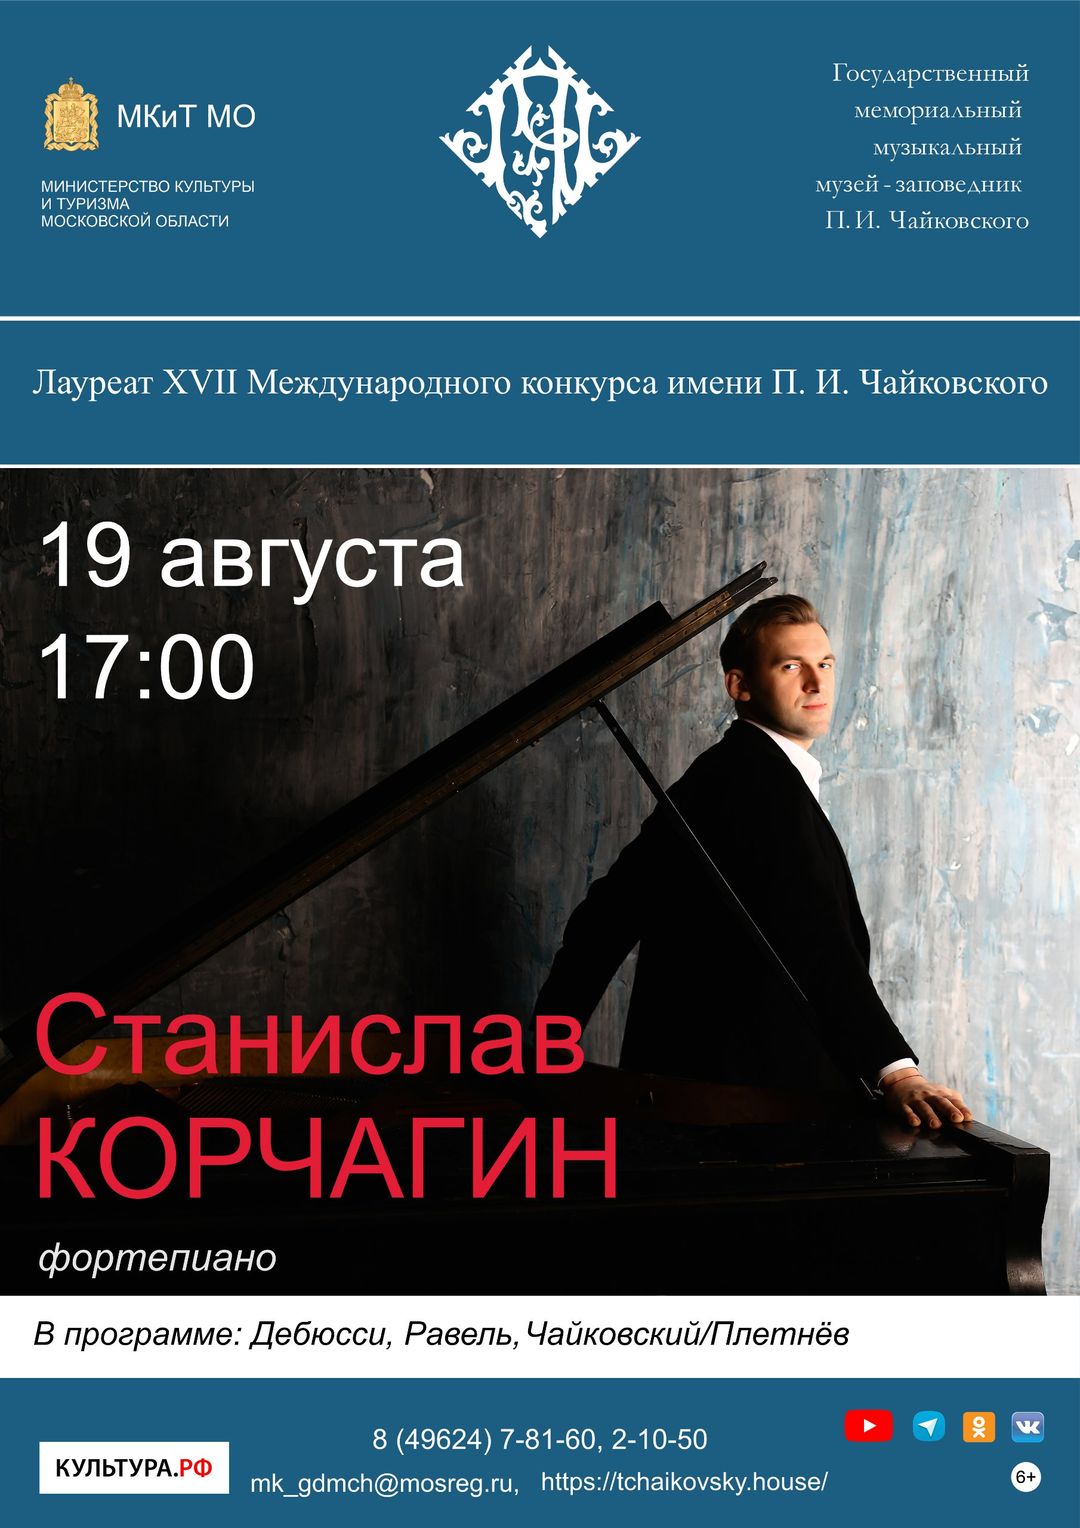 МКиТ МО
МИНИСТЕРСТВО КУЛЬТУРЫ
И ТУРИЗМА
МОСКОВСКОЙ ОБЛАСТИ
Государственный
мемориальный
музыкальный
музей - заповедник
П. И. Чайковского
Лауреат XVII Международного конкурса имени П. И. Чайковского
19 августа
17:00
Станислав
КОРЧАГИН
фортепиано
В программе: Дебюсси, Равель, Чайковский/Плетнёв
КУЛЬТУРА.РФ
8 (49624) 7-81-60, 2-10-50
mk_gdmch@mosreg.ru, https://tchaikovsky.house/
6+